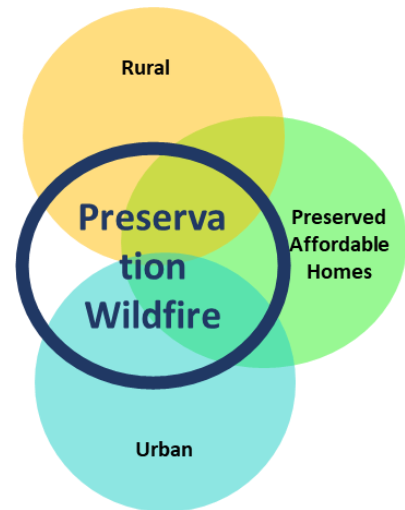 Rural
Preserva
tion
Wildfire
Preserved
Affordable
Homes
Urban